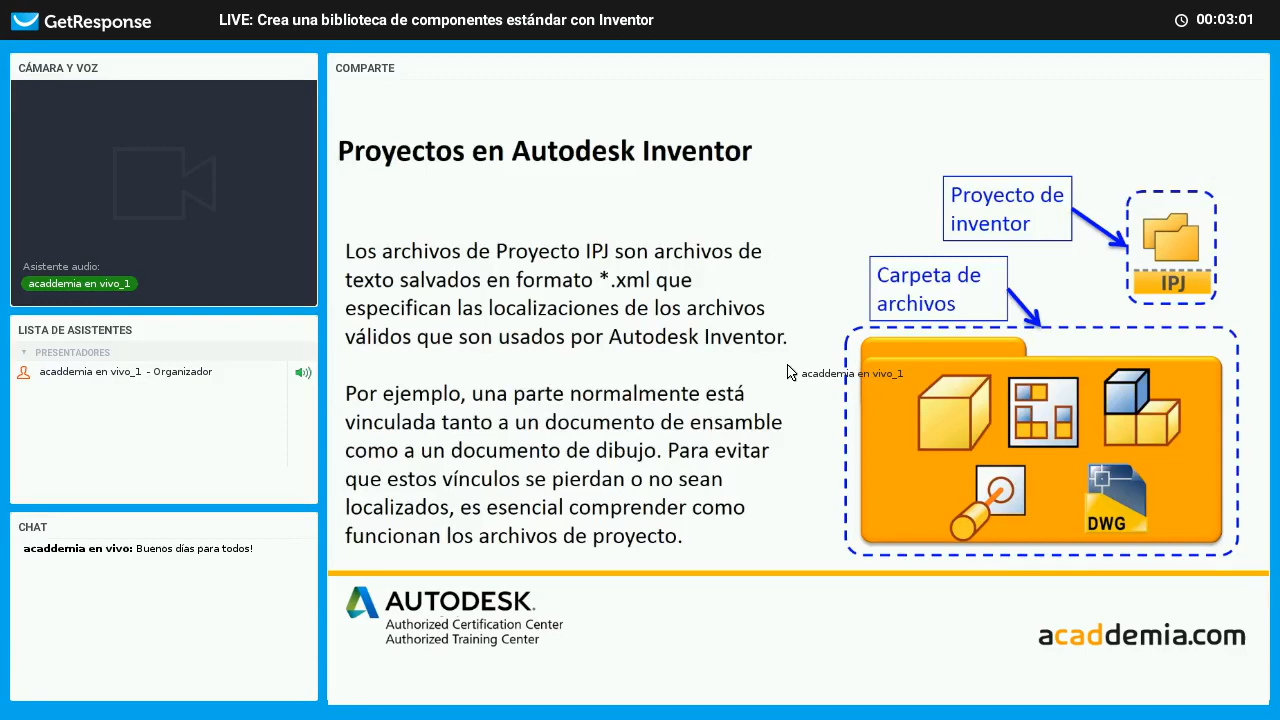 GetResponse
LIVE: Crea una biblioteca de componentes estándar con Inventor
00:03:01
CÁMARA Y VOZ
Asistente audio:
acaddemia en vivo_1
LISTA DE ASISTENTES
PRESENTADORES
acaddemia en vivo_1 - Organizador
CHAT
acaddemia en vivo: Buenos días para todos!
COMPARTE
Proyectos en Autodesk Inventor
Los archivos de Proyecto IPJ son archivos de
texto salvados en formato *.xml que
especifican las localizaciones de los archivos
válidos que son usados por Autodesk Inventor.
Por ejemplo, una parte normalmente está
vinculada tanto a un documento de ensamble
como a un documento de dibujo. Para evitar
que estos vínculos se pierdan o no sean
localizados, es esencial comprender como
funcionan los archivos de proyecto.
Proyecto de
inventor
IPJ
Carpeta de
archivos
acaddemia en vivo_1
DWG
AUTODESK.
Authorized Certification Center
Authorized Training Center
acaddemia.com